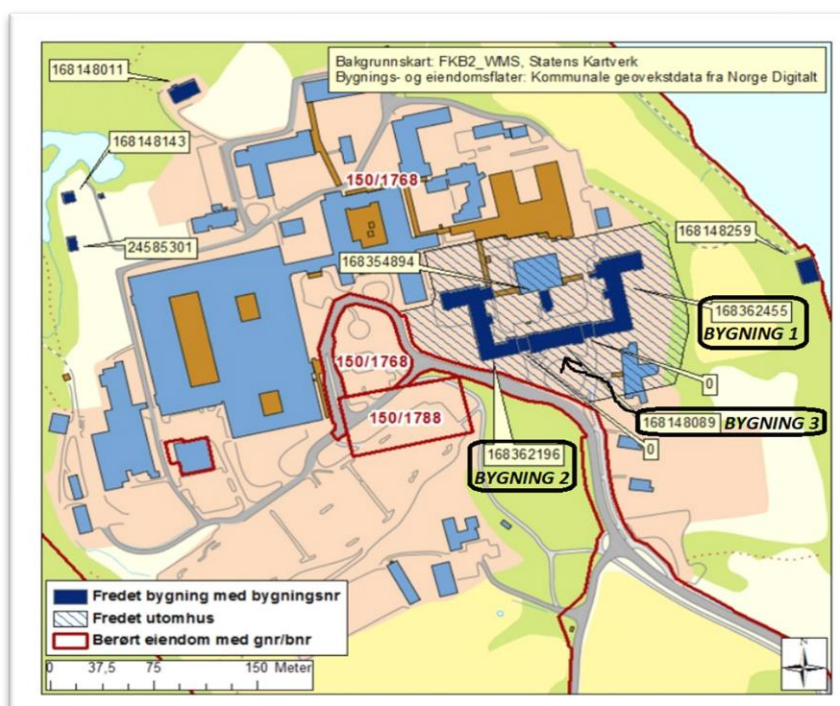 Bakgrunnskart: FKB2_WMS, Statens Kartverk
Bygnings- og eiendomsflater: Kommunale geovekstdata fra Norge Digitalt
168148011
168148143
150/1768
24585301
168148259
168354894
168362455
BYGNING 1
150/1768
0
150/1788
168148089 BYGNING 3
0
168362196
BYGNING 2
Fredet bygning med bygningsnr
Fredet utomhus
Berørt eiendom med gnr/bnr
0 37,5 75 150 Meter
N